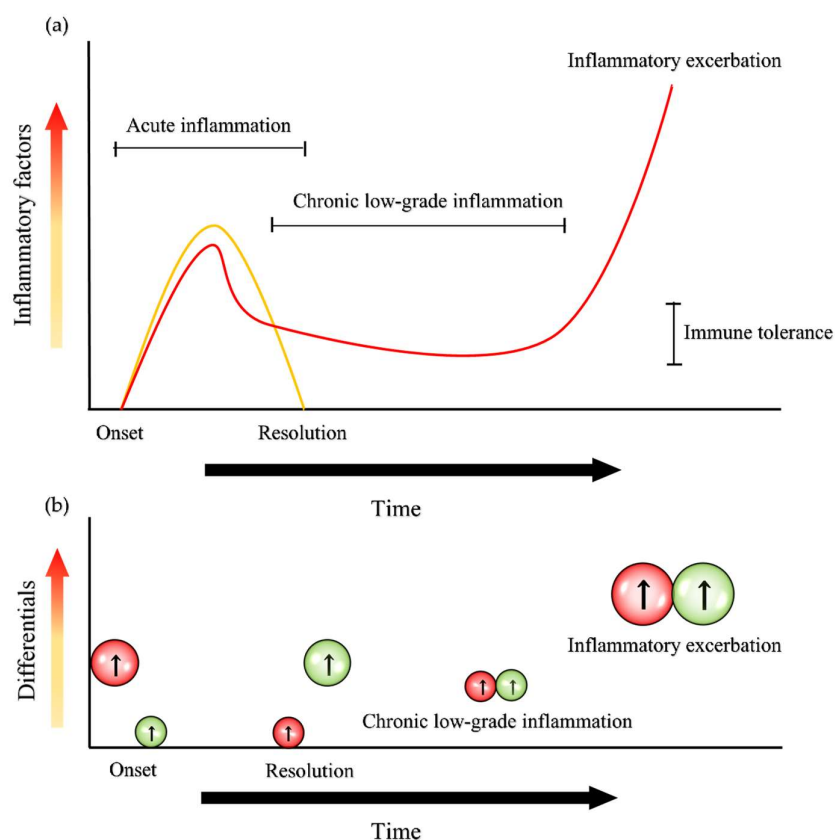 (a)
Inflammatory excerbation
Acute inflammation
Chronic low-grade inflammation
Inflammatory factors
Immune tolerance
Onset
Resolution
Time
(b)
Differentials
↑ ↑
Inflammatory excerbation
↑
↑
↑ ↑
Chronic low-grade inflammation
↑
↑
Onset
Resolution
Time